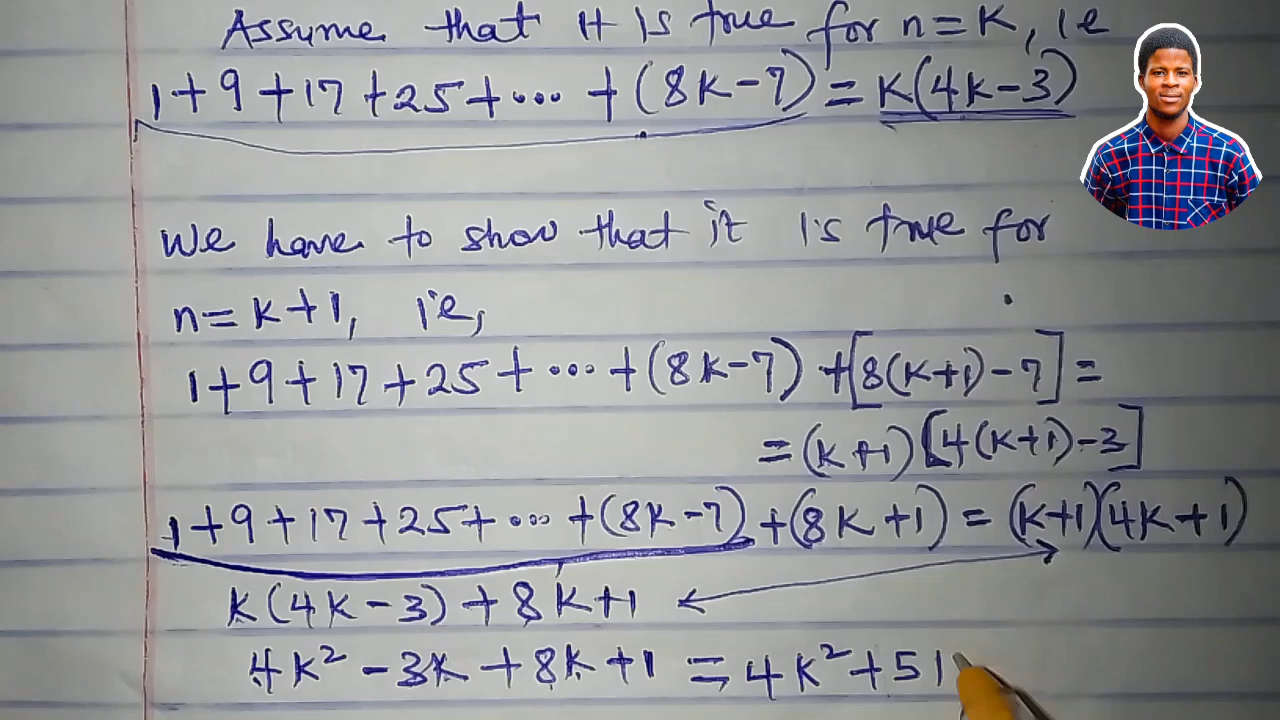 Assume that it is true for n=K, ie
1+9+17+25+...+(8K-7)=K(4K-3)
We have to show that it is true for
n=K+1, ie,
1+9+17+25+...+(8K-7)+[8(K+1)-7]=
=(K+1)[4(K+1)-3]
1+9+17+25+...+(8K-7)+(8K+1)=(K+1)(4K+1)
K(4K-3)+8K+1
4K²-3K+8K+1=4K²+51